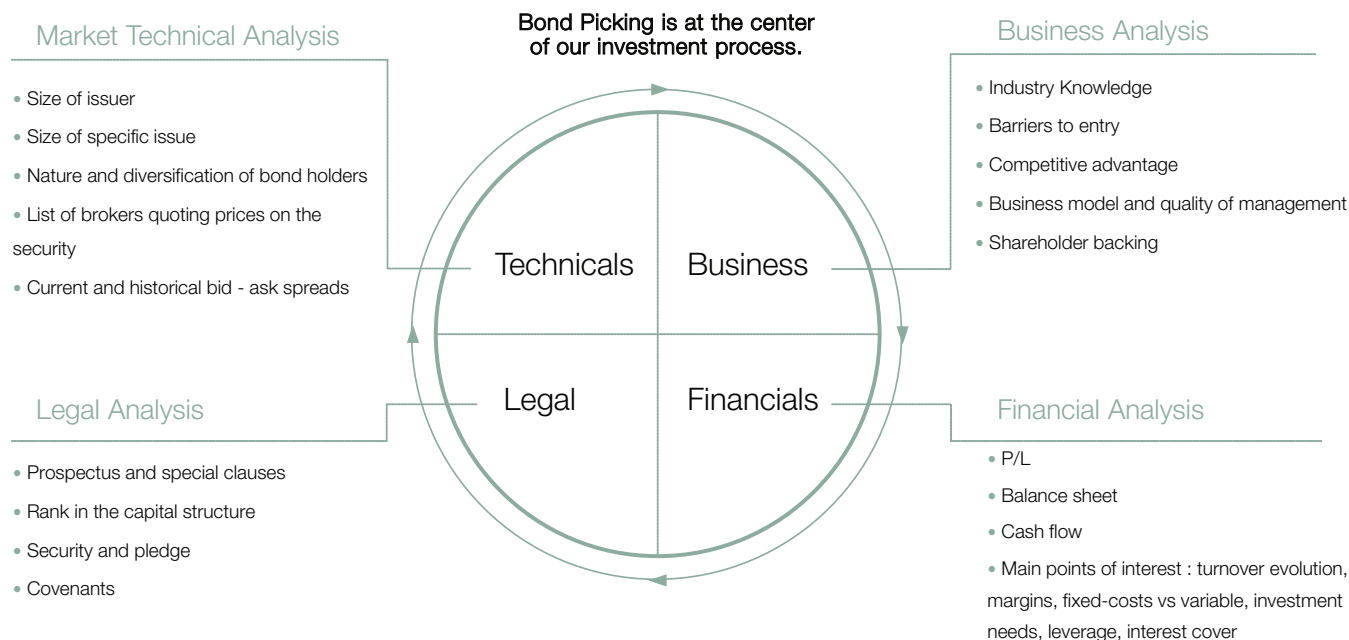 Bond Picking is at the center
of our investment process.
Market Technical Analysis
• Size of issuer
• Size of specific issue
• Nature and diversification of bond holders
• List of brokers quoting prices on the
security
• Current and historical bid - ask spreads
Business Analysis
• Industry Knowledge
• Barriers to entry
• Competitive advantage
• Business model and quality of management
• Shareholder backing
Technicals
Business
Legal
Financials
Legal Analysis
• Prospectus and special clauses
• Rank in the capital structure
• Security and pledge
• Covenants
Financial Analysis
• P/L
• Balance sheet
• Cash flow
• Main points of interest : turnover evolution,
margins, fixed-costs vs variable, investment
needs, leverage, interest cover